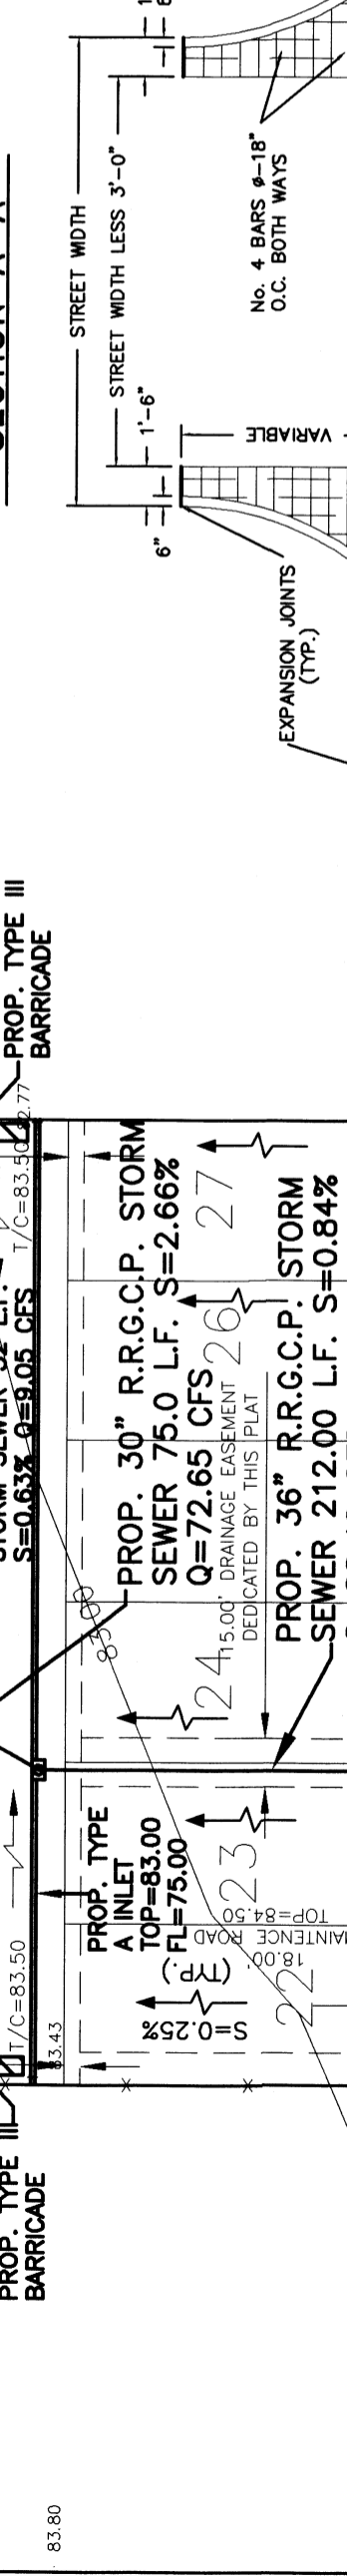 STREET WIDTH
STREET WIDTH LESS 3'-0"
1'-6"
6"
No. 4 BARS ø-18"
O.C. BOTH WAYS
VARIABLE
EXPANSION JOINTS
(TYP.)
PROP. TYPE III
BARRICADE
T/C=83.50
82.77
S=0.63% Q=9.05 CFS
PROP. 30" R.R.G.C.P. STORM
SEWER 75.0 L.F. S=2.66%
Q=72.65 CFS
27
26
15.00' DRAINAGE EASEMENT
DEDICATED BY THIS PLAT
24
PROP. 36" R.R.G.C.P. STORM
SEWER 212.00 L.F. S=0.84%
83.00
PROP. TYPE
A INLET
TOP=83.00
FL=75.00
23
TOP=84.50
18.00'
MAINTENCE ROAD
22
S=0.25%
(TYP.)
T/C=83.50
83.43
PROP. TYPE III
BARRICADE
83.80